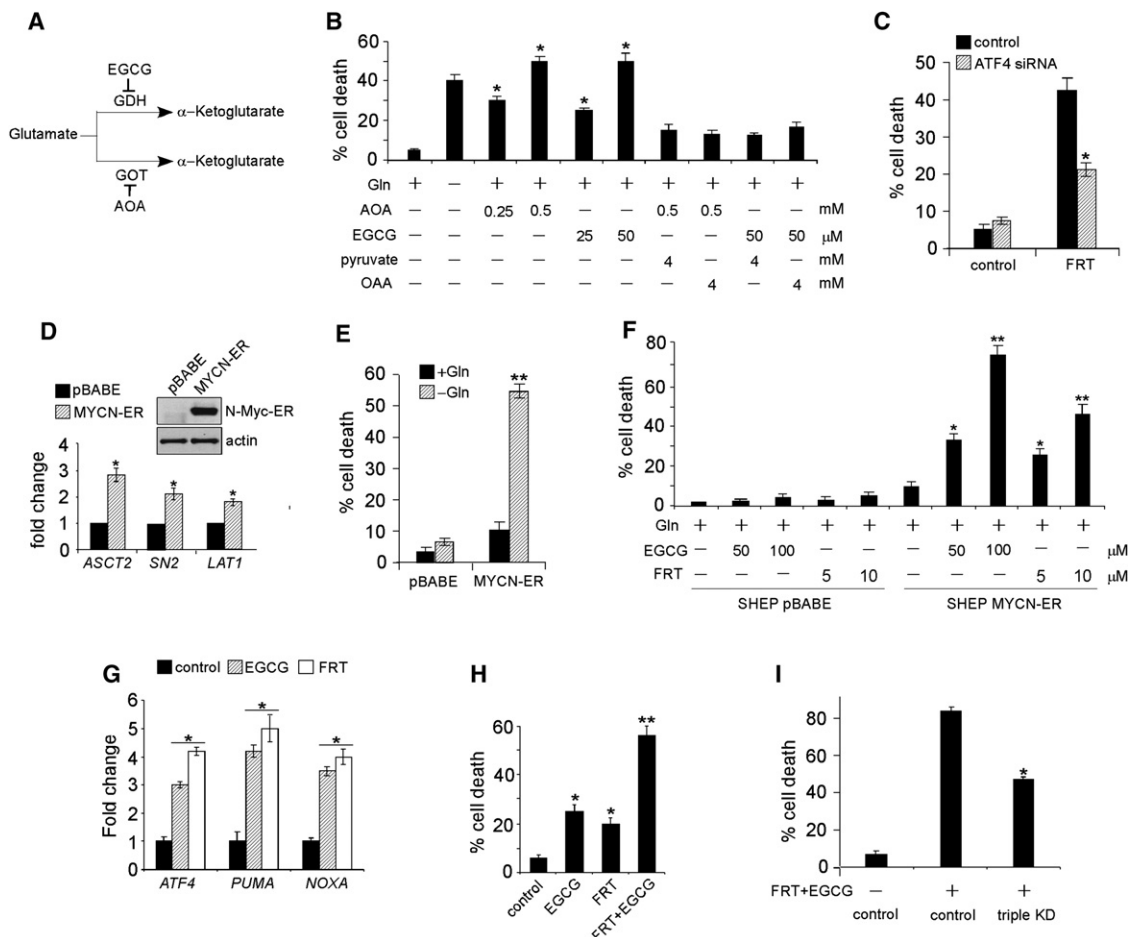 A
EGCG
GDH
α–Ketoglutarate
Glutamate
α–Ketoglutarate
GOT
AOA
B
% cell death
60
40
20
0
Gln + – + + + + + + + +
AOA – – 0.25 0.5 – – 0.5 0.5 – – mM
EGCG – – – – 25 50 – – 50 50 μM
pyruvate – – – – – – 4 – 4 – mM
OAA – – – – – – – 4 – 4 mM
* * * *
C
control
ATF4 siRNA
% cell death
50
40
30
20
10
0
*
control FRT
D
pBABE
MYCN-ER
pBABE
MYCN-ER
N-Myc-ER
actin
fold change
4
3
2
1
0
* * *
ASCT2 SN2 LAT1
E
+Gln
–Gln
% cell death
60
50
40
30
20
10
0
**
pBABE MYCN-ER
F
% cell death
80
60
40
20
0
* ** * **
Gln + + + + + + + + + +
EGCG – 50 100 – – – 50 100 – – μM
FRT – – – 5 10 – – – 5 10 μM
SHEP pBABE SHEP MYCN-ER
G
control EGCG FRT
Fold change
6
5
4
3
2
1
0
* * *
ATF4 PUMA NOXA
H
% cell death
60
40
20
0
* * **
control EGCG FRT FRT+EGCG
I
% cell death
80
60
40
20
0
*
FRT+EGCG – + +
control control triple KD